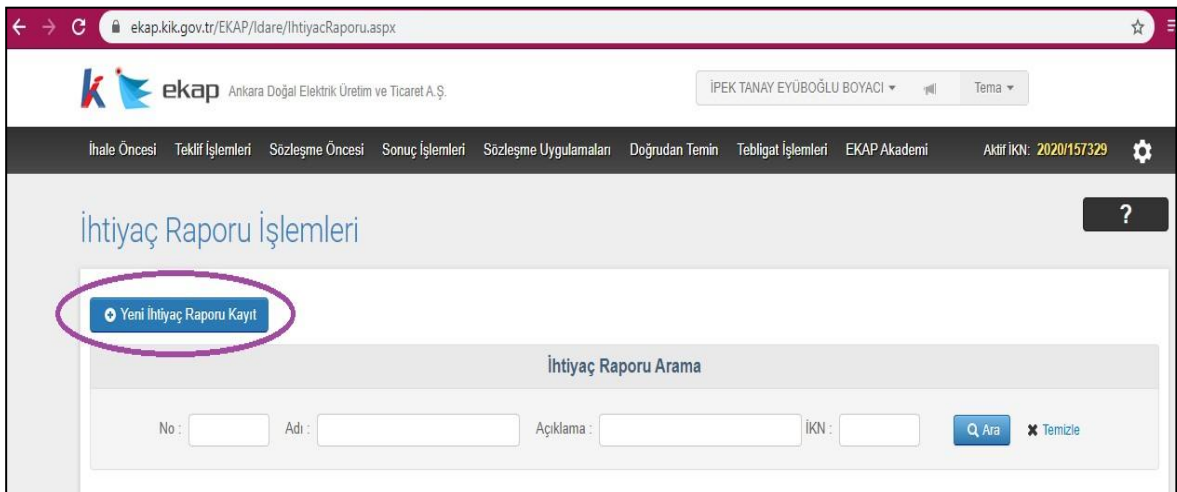 ekap.kik.gov.tr/EKAP/Idare/IhtiyacRaporu.aspx
ekap Ankara Doğal Elektrik Üretim ve Ticaret A.Ş. İPEK TANAY EYÜBOĞLU BOYACI Tema
İhale Öncesi Teklif İşlemleri Sözleşme Öncesi Sonuç İşlemleri Sözleşme Uygulamaları Doğrudan Temin Tebligat İşlemleri EKAP Akademi Aktif İKN: 2020/157329
?
İhtiyaç Raporu İşlemleri
Yeni İhtiyaç Raporu Kayıt
İhtiyaç Raporu Arama
No : Adı : Açıklama : İKN : Ara Temizle